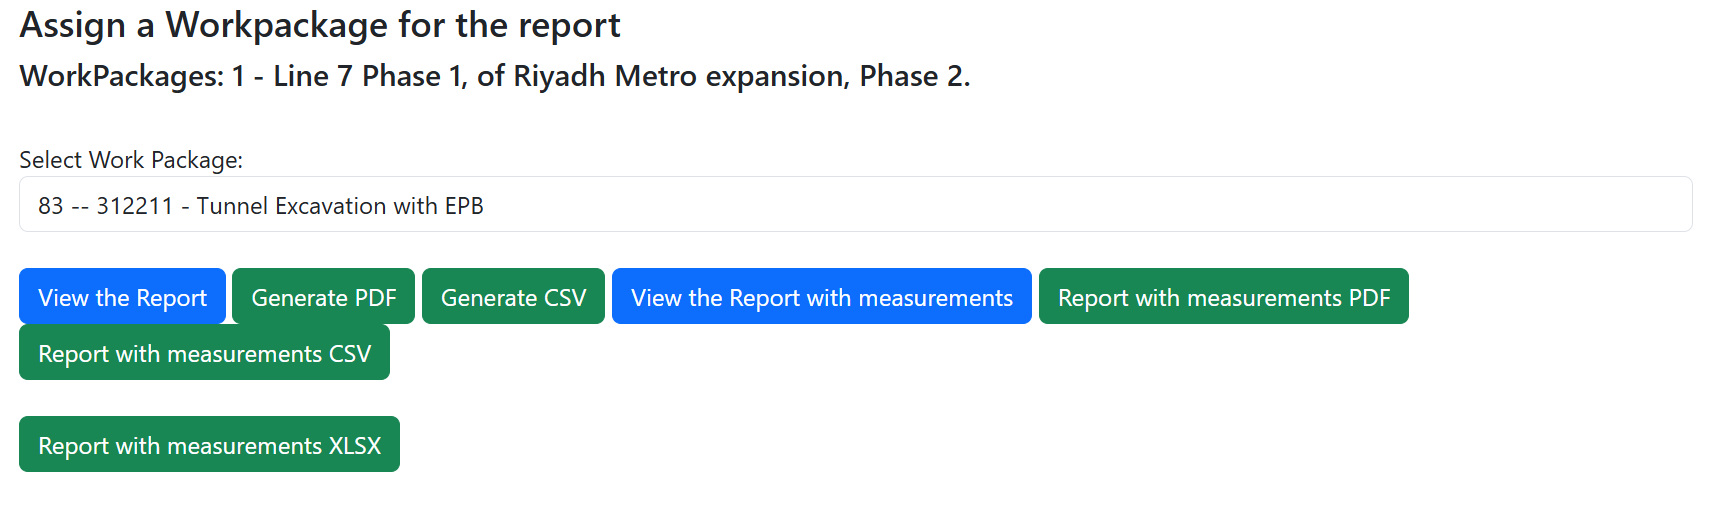 Assign a Workpackage for the report
WorkPackages: 1 - Line 7 Phase 1, of Riyadh Metro expansion, Phase 2.
Select Work Package:
83 -- 312211 - Tunnel Excavation with EPB
View the Report Generate PDF Generate CSV View the Report with measurements Report with measurements PDF
Report with measurements CSV
Report with measurements XLSX